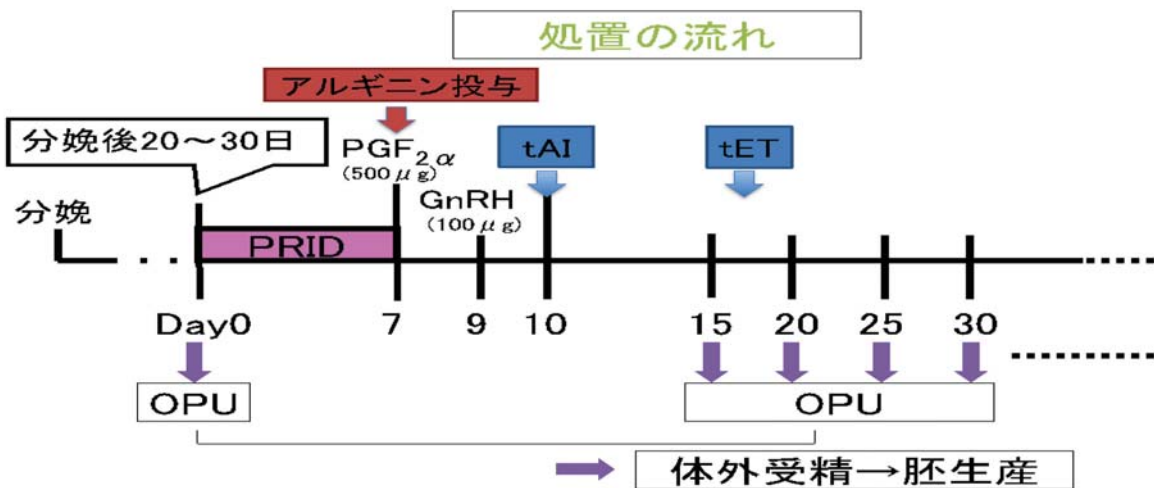 処置の流れ
アルギニン投与
分娩後20～30日
PGF2α
(500μg)
tAI
tET
GnRH
(100μg)
分娩
PRID
Day0 7 9 10 15 20 25 30
OPU
OPU
体外受精→胚生産